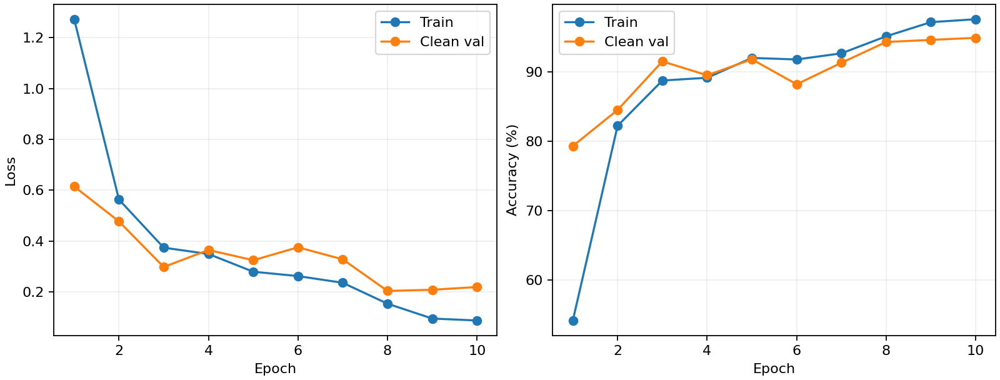 Loss
1.2
1.0
0.8
0.6
0.4
0.2
2 4 6 8 10
Epoch
Train
Clean val
Accuracy (%)
90
80
70
60
2 4 6 8 10
Epoch
Train
Clean val